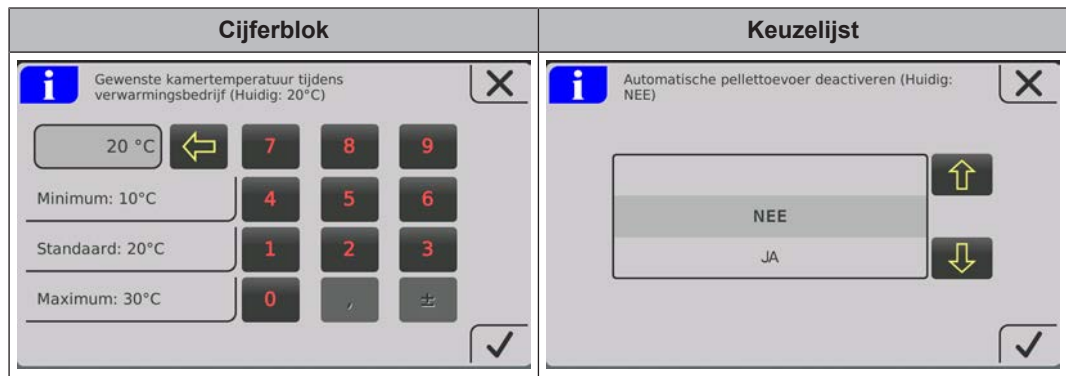 Cijferblok
Keuzelijst
i
Gewenste kamertemperatuur tijdens
verwarmingsbedrijf (Huidig: 20°C)
20 °C
7 8 9
Minimum: 10°C
4 5 6
Standaard: 20°C
1 2 3
Maximum: 30°C
0 , ±
i
Automatische pellettoevoer deactiveren (Huidig:
NEE)
NEE
JA